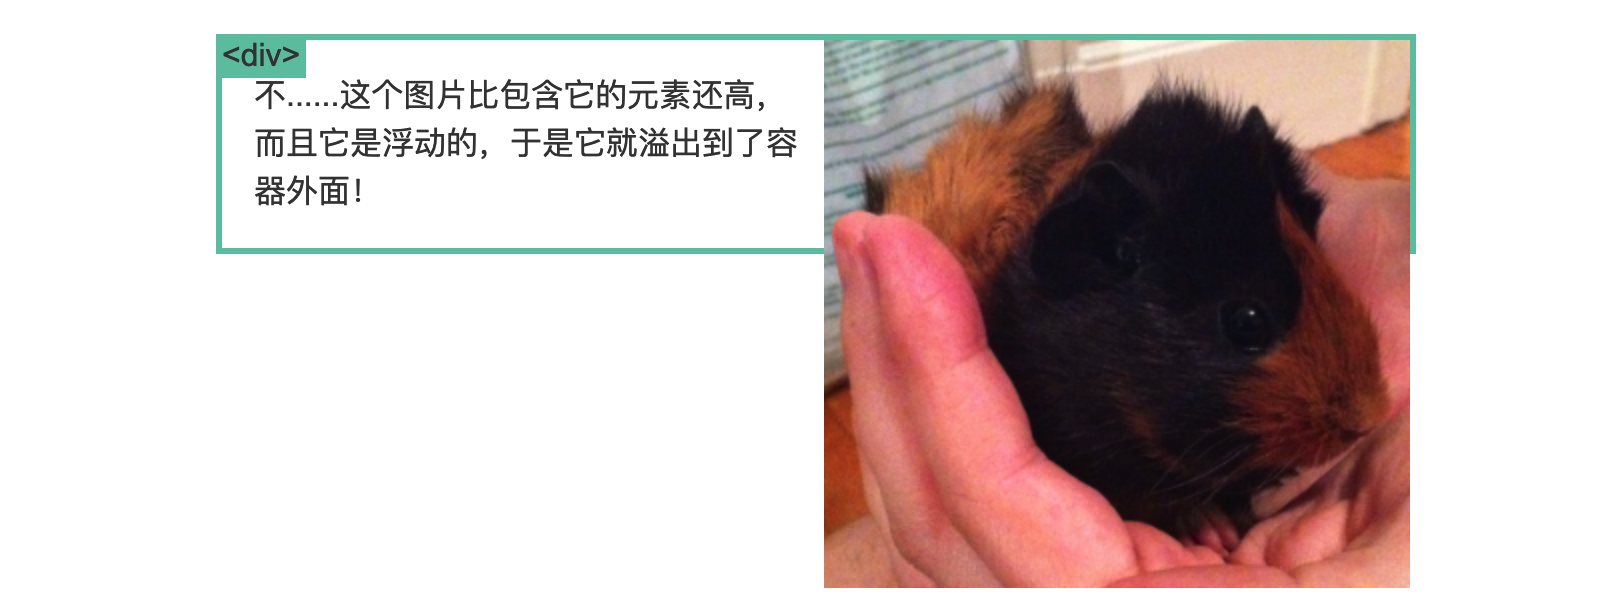 <div>
不......这个图片比包含它的元素还高，
而且它是浮动的，于是它就溢出到了容
器外面！